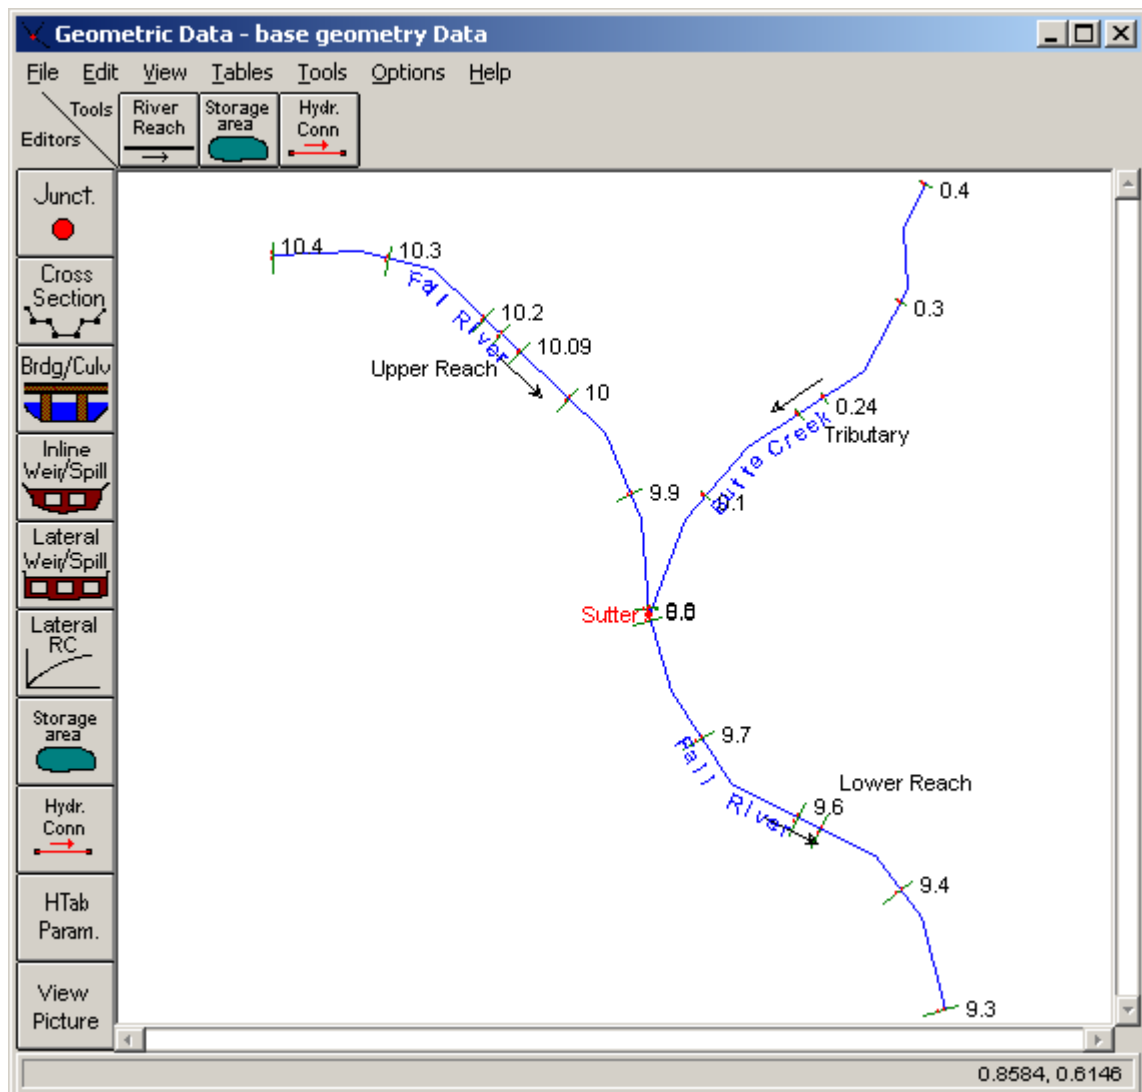 Geometric Data - base geometry Data
File Edit View Tables Tools Options Help
Tools
Editors
River
Reach
Storage
area
Hydr.
Conn
Junct.
Cross
Section
Brdg/Culv
Inline
Weir/Spill
Lateral
Weir/Spill
Lateral
RC
Storage
area
Hydr.
Conn
HTab
Param.
View
Picture
0.4
10.4
10.3
Fall River
0.3
10.2
10.09
Upper Reach
10
0.24
Tributary
Butte Creek
9.9
Sutter
9.7
Fall River
Lower Reach
9.6
9.4
9.3
0.8584, 0.6146